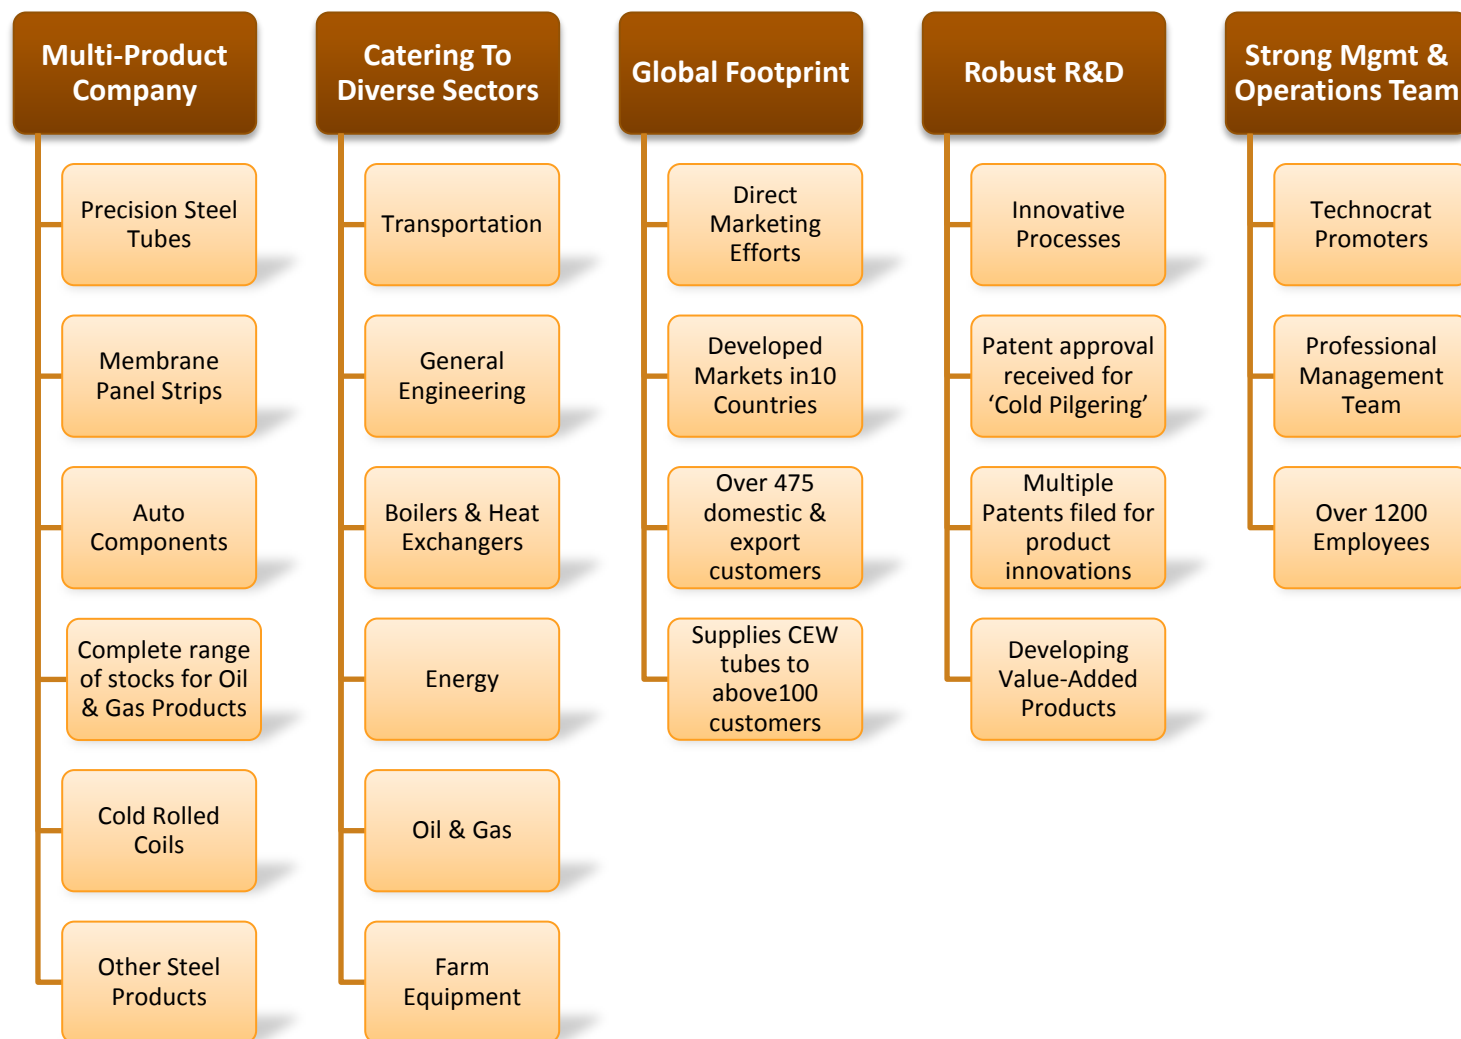 Multi-Product
Company
Precision Steel
Tubes
Membrane
Panel Strips
Auto
Components
Complete range
of stocks for Oil
& Gas Products
Cold Rolled
Coils
Other Steel
Products
Catering To
Diverse Sectors
Transportation
General
Engineering
Boilers & Heat
Exchangers
Energy
Oil & Gas
Farm
Equipment
Global Footprint
Direct
Marketing
Efforts
Developed
Markets in10
Countries
Over 475
domestic &
export
customers
Supplies CEW
tubes to
above100
customers
Robust R&D
Innovative
Processes
Patent approval
received for
‘Cold Pilgering’
Multiple
Patents filed for
product
innovations
Developing
Value-Added
Products
Strong Mgmt &
Operations Team
Technocrat
Promoters
Professional
Management
Team
Over 1200
Employees